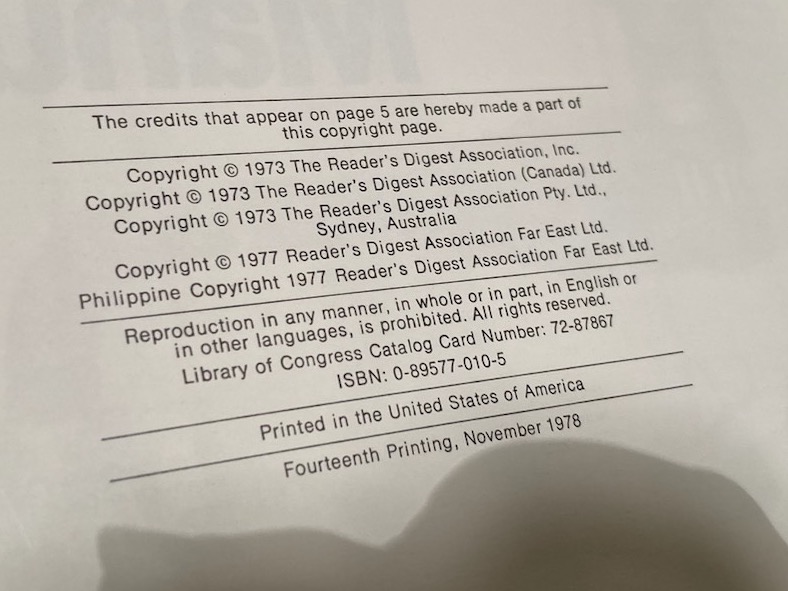 The credits that appear on page 5 are hereby made a part of
this copyright page.
Copyright © 1973 The Reader's Digest Association, Inc.
Copyright © 1973 The Reader's Digest Association (Canada) Ltd.
Copyright © 1973 The Reader's Digest Association Pty. Ltd.,
Sydney, Australia
Copyright © 1977 Reader's Digest Association Far East Ltd.
Philippine Copyright 1977 Reader's Digest Association Far East Ltd.
Reproduction in any manner, in whole or in part, in English or
in other languages, is prohibited. All rights reserved.
Library of Congress Catalog Card Number: 72-87867
ISBN: 0-89577-010-5
Printed in the United States of America
Fourteenth Printing, November 1978